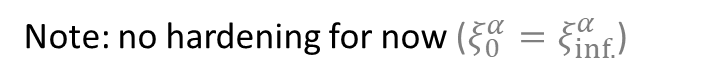 Note: no hardening for now (ξ₀^α = ξ_inf.^α)